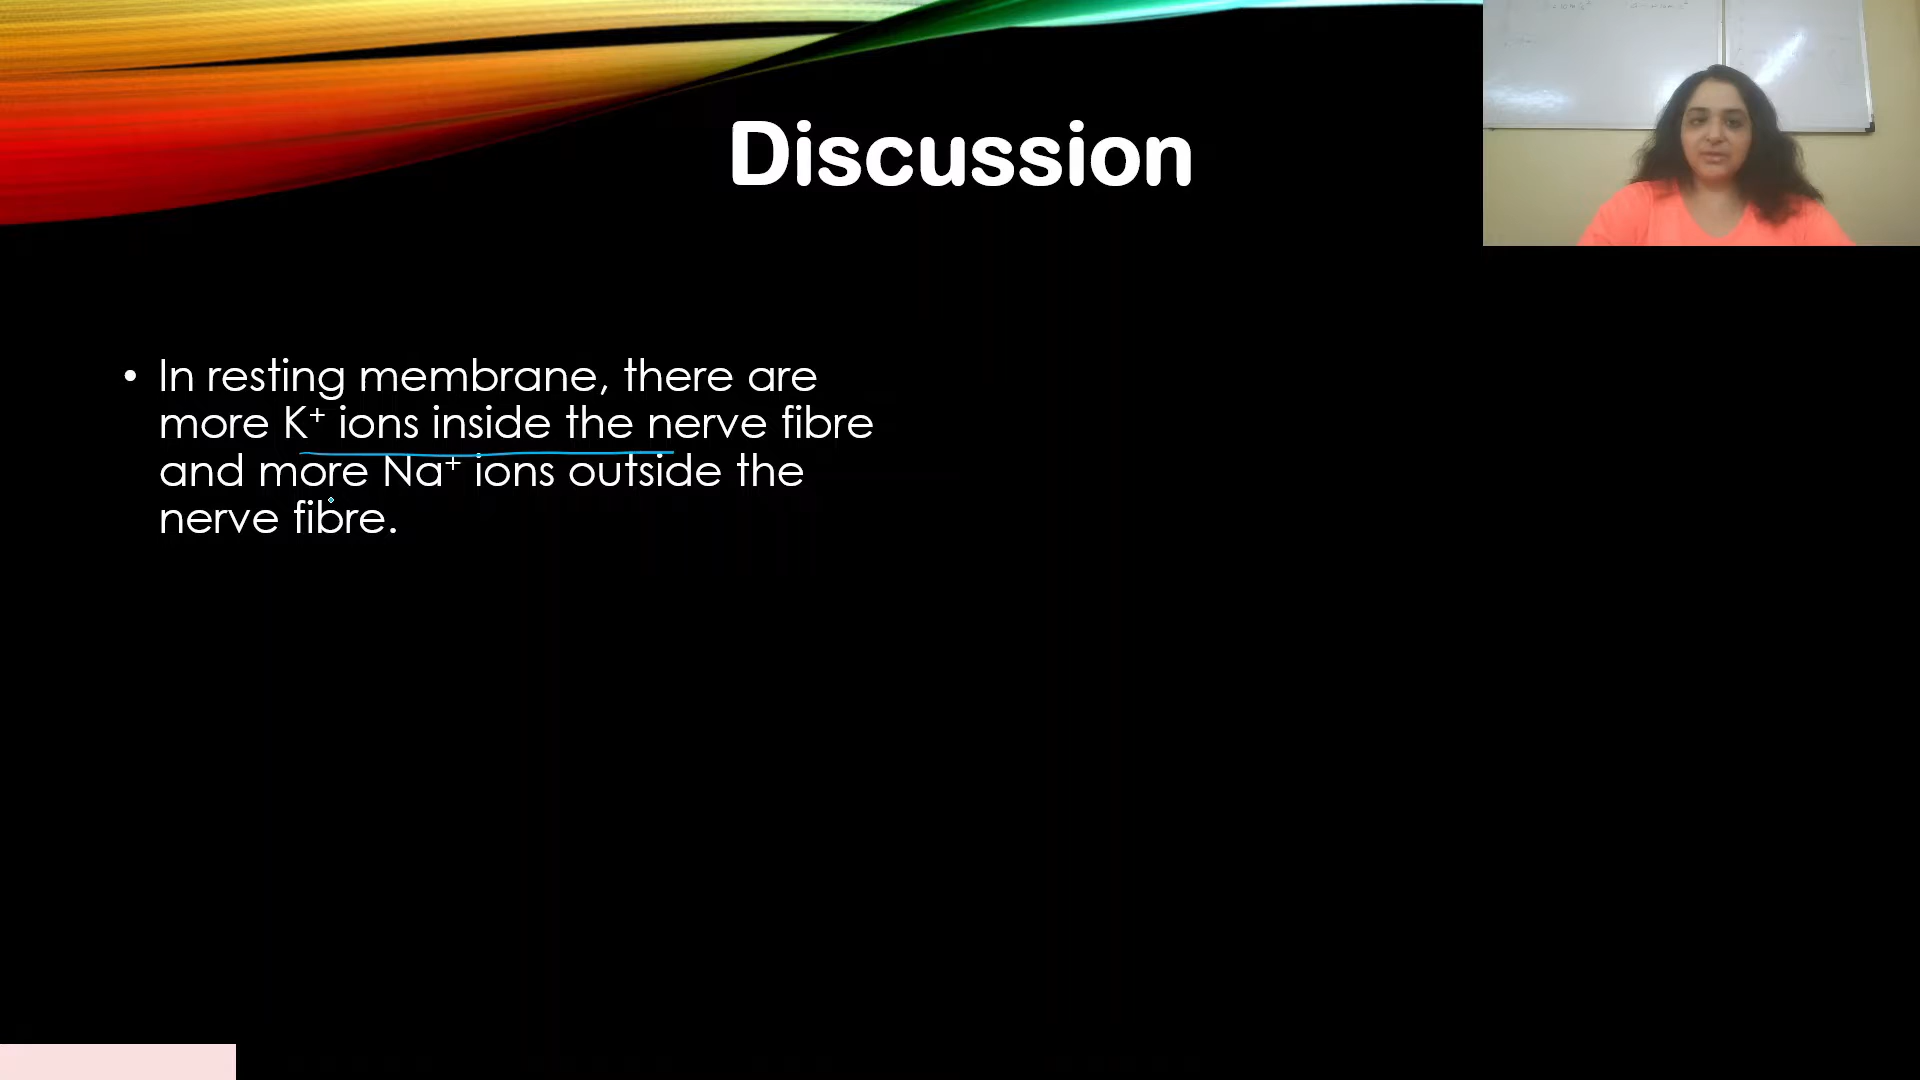 Discussion
• In resting membrane, there are
more K⁺ ions inside the nerve fibre
and more Na⁺ ions outside the
nerve fibre.